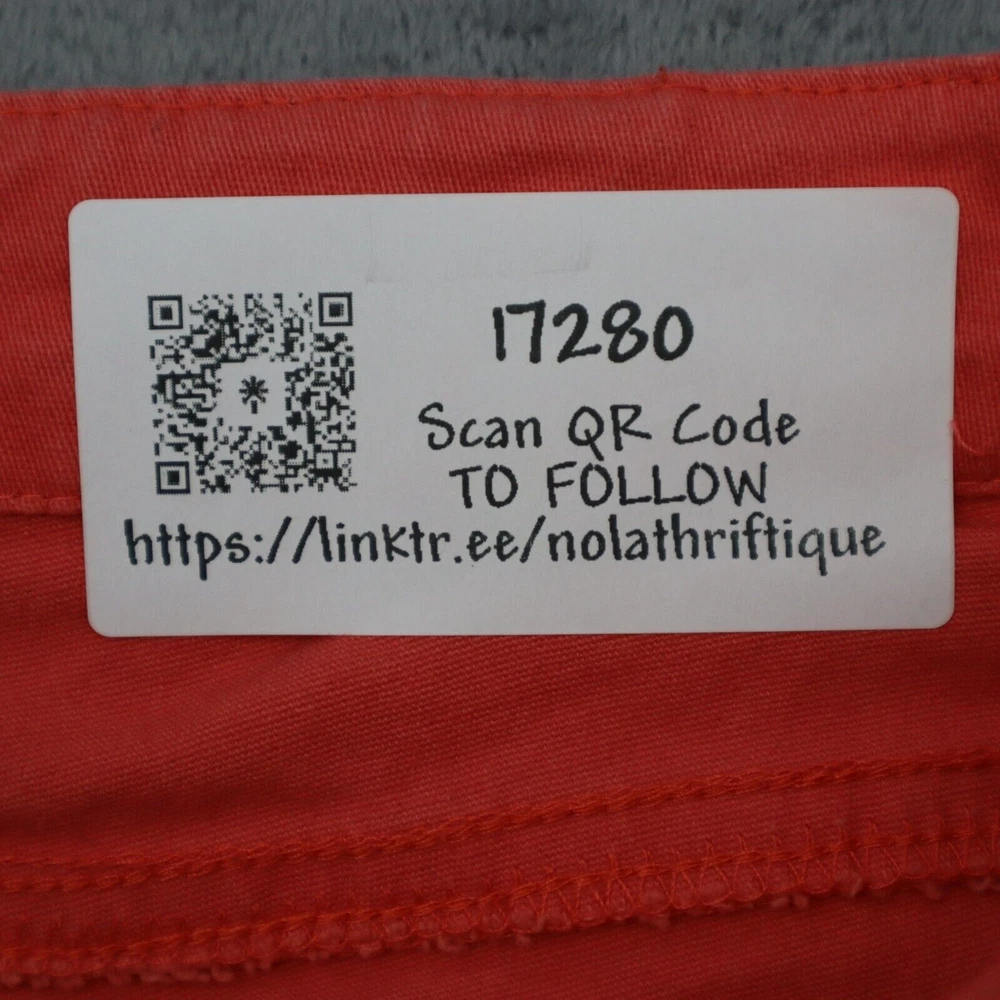 17280
Scan QR Code
TO FOLLOW
https://linktr.ee/nolathriftique